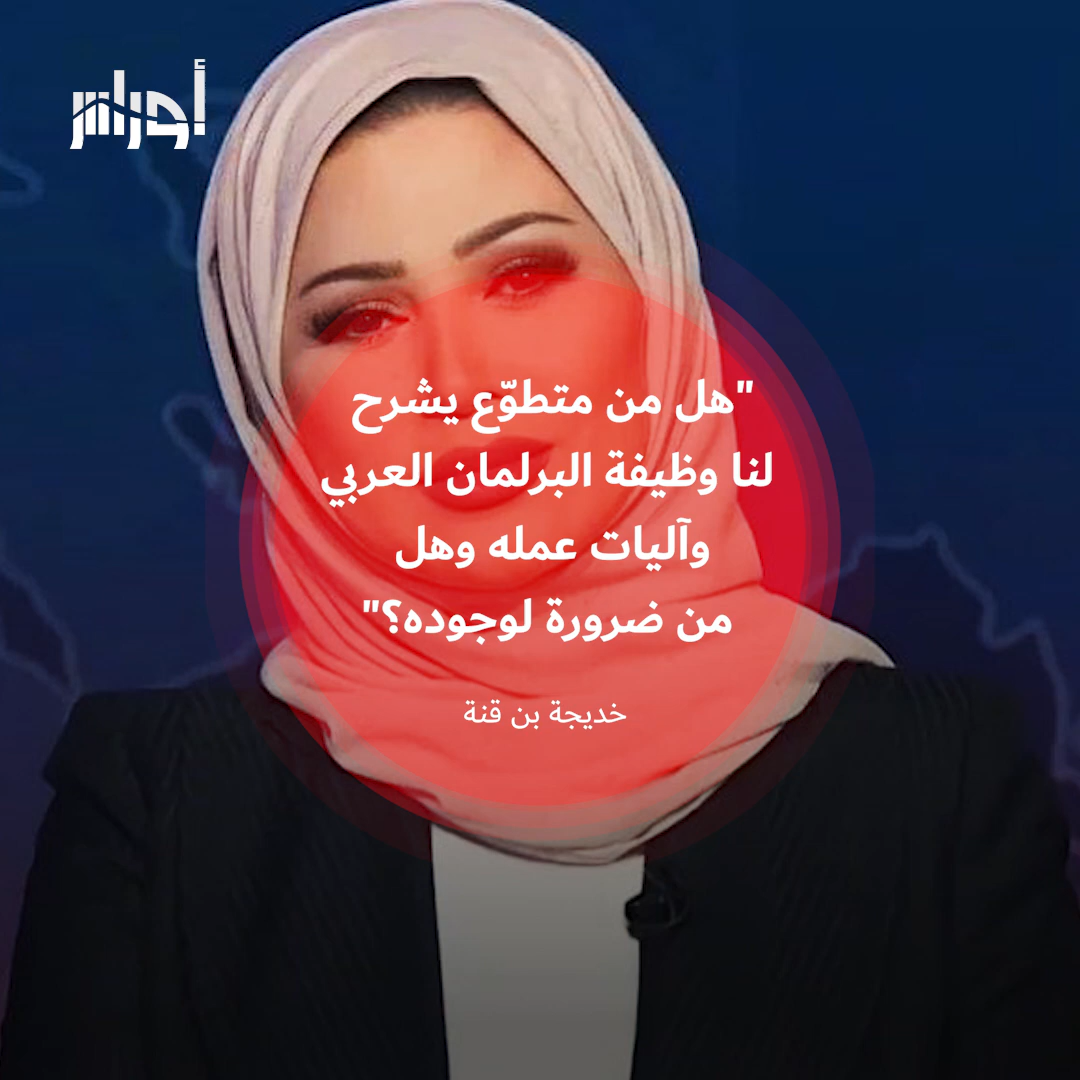 أوراس
"هل من متطوّع يشرح
لنا وظيفة البرلمان العربي
وآليات عمله وهل
من ضرورة لوجوده؟"
خديجة بن قنة